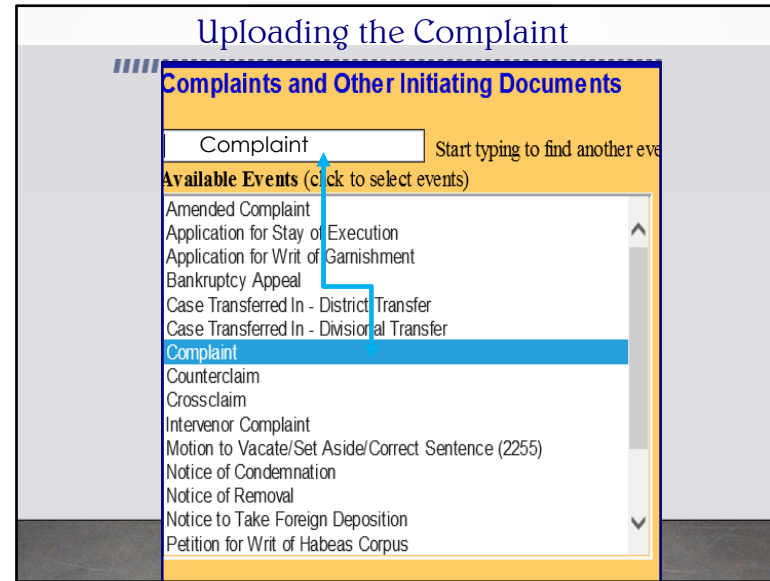 Uploading the Complaint
Complaints and Other Initiating Documents
Complaint Start typing to find another eve
Available Events (click to select events)
Amended Complaint
Application for Stay of Execution
Application for Writ of Garnishment
Bankruptcy Appeal
Case Transferred In - District Transfer
Case Transferred In - Divisional Transfer
Complaint
Counterclaim
Crossclaim
Intervenor Complaint
Motion to Vacate/Set Aside/Correct Sentence (2255)
Notice of Condemnation
Notice of Removal
Notice to Take Foreign Deposition
Petition for Writ of Habeas Corpus